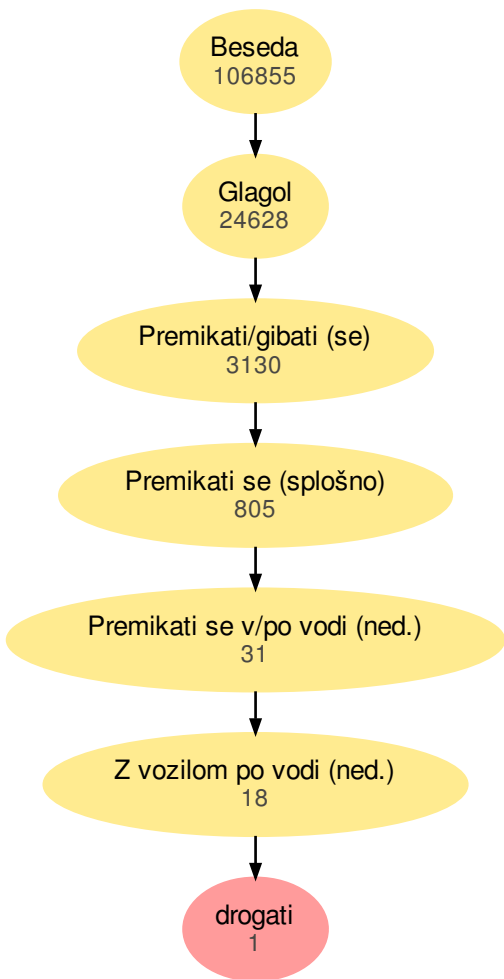 Beseda
106855
Glagol
24628
Premikati/gibati (se)
3130
Premikati se (splošno)
805
Premikati se v/po vodi (ned.)
31
Z vozilom po vodi (ned.)
18
drogati
1